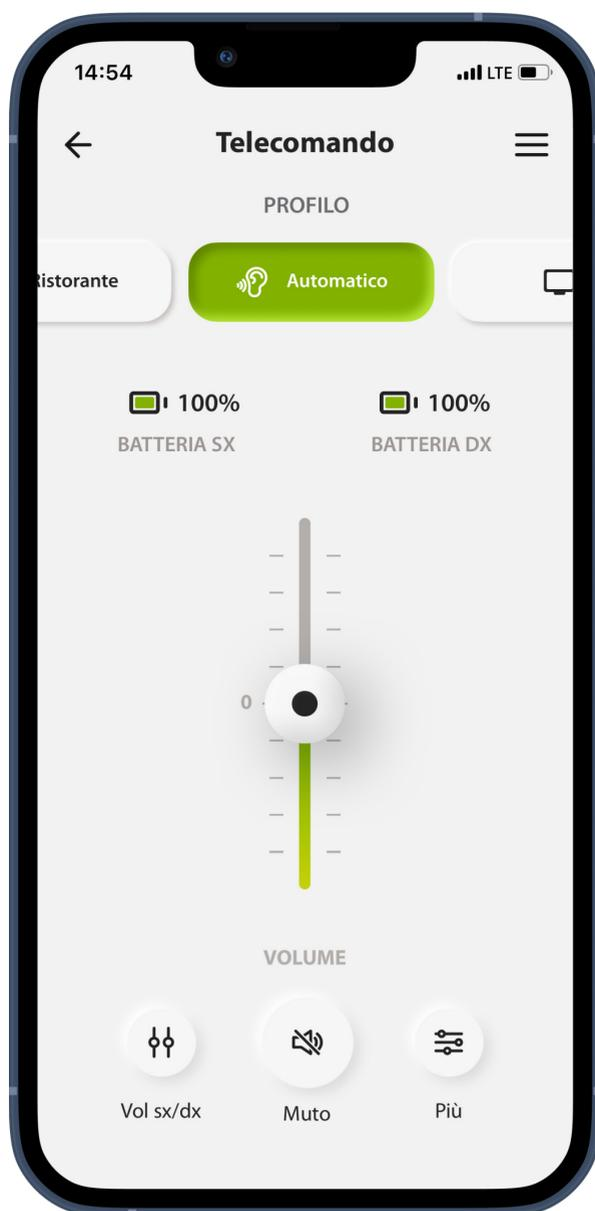 14:54 LTE
Telecomando
PROFILO
Ristorante Automatico
100% 100%
BATTERIA SX BATTERIA DX
0
VOLUME
Vol sx/dx Muto Più